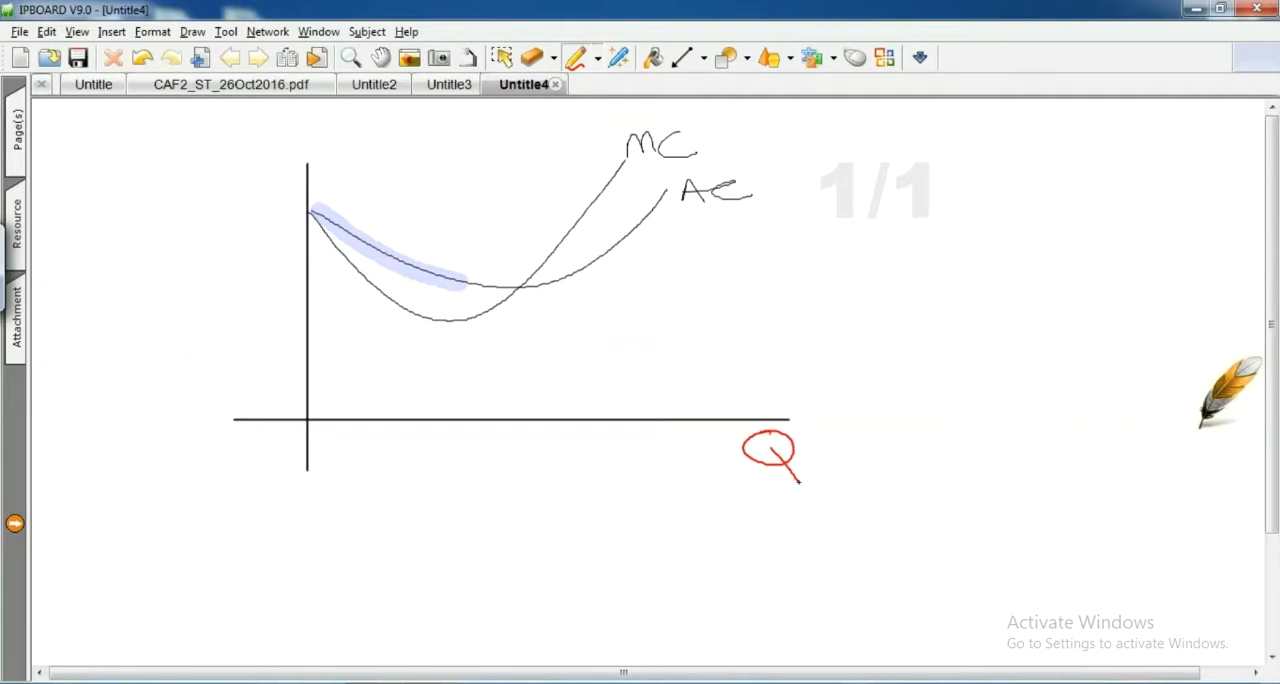 IPBOARD V9.0 - [Untitle4]
File Edit View Insert Format Draw Tool Network Window Subject Help
Untitle CAF2_ST_26Oct2016.pdf Untitle2 Untitle3 Untitle4
Page(s)
Resource
Attachment
MC
AC
1/1
Q
Activate Windows
Go to Settings to activate Windows.